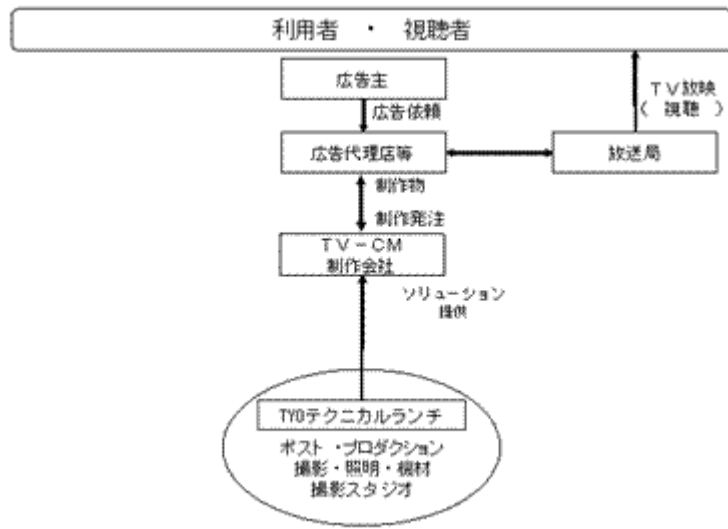 利用者 ・ 視聴者
広告主
広告依頼
TV放映
( 視聴 )
広告代理店等
放送局
制作物
制作発注
TV-CM
制作会社
ソリューション
提供
TYOテクニカルランチ
ポスト・プロダクション
撮影・照明・機材
撮影スタジオ